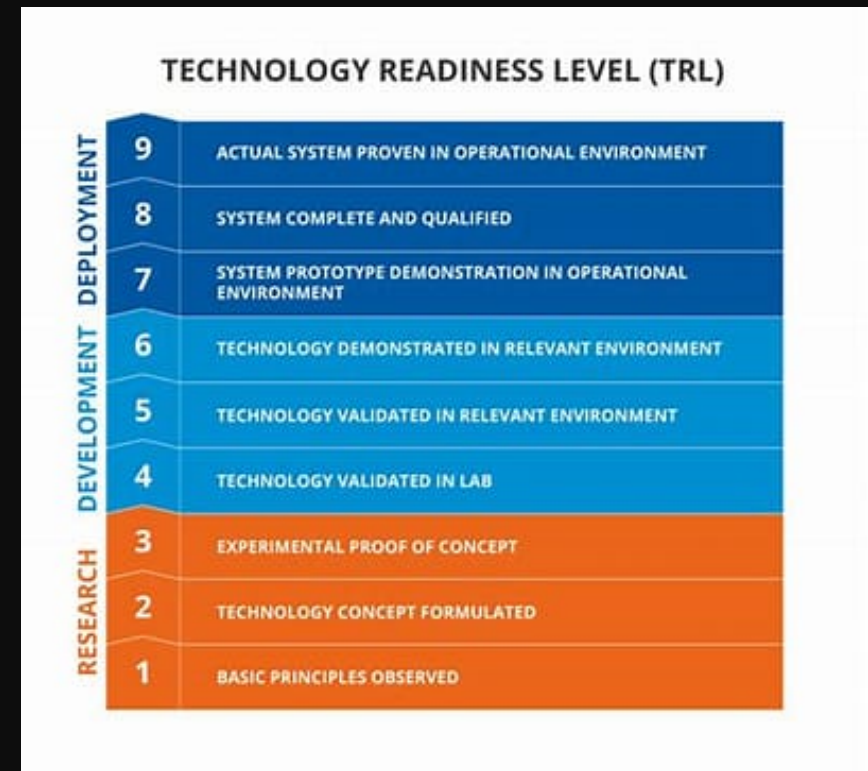 TECHNOLOGY READINESS LEVEL (TRL)
DEPLOYMENT
9 ACTUAL SYSTEM PROVEN IN OPERATIONAL ENVIRONMENT
8 SYSTEM COMPLETE AND QUALIFIED
7 SYSTEM PROTOTYPE DEMONSTRATION IN OPERATIONAL
ENVIRONMENT
DEVELOPMENT
6 TECHNOLOGY DEMONSTRATED IN RELEVANT ENVIRONMENT
5 TECHNOLOGY VALIDATED IN RELEVANT ENVIRONMENT
4 TECHNOLOGY VALIDATED IN LAB
RESEARCH
3 EXPERIMENTAL PROOF OF CONCEPT
2 TECHNOLOGY CONCEPT FORMULATED
1 BASIC PRINCIPLES OBSERVED